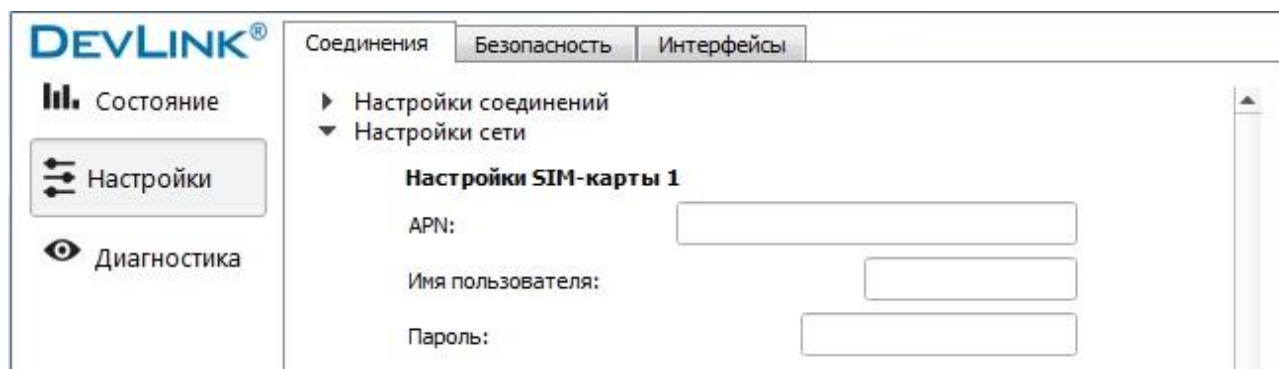 DEVLINK®
Соединения Безопасность Интерфейсы
Состояние
Настройки
Диагностика
Настройки соединений
Настройки сети
Настройки SIM-карты 1
APN:
Имя пользователя:
Пароль: